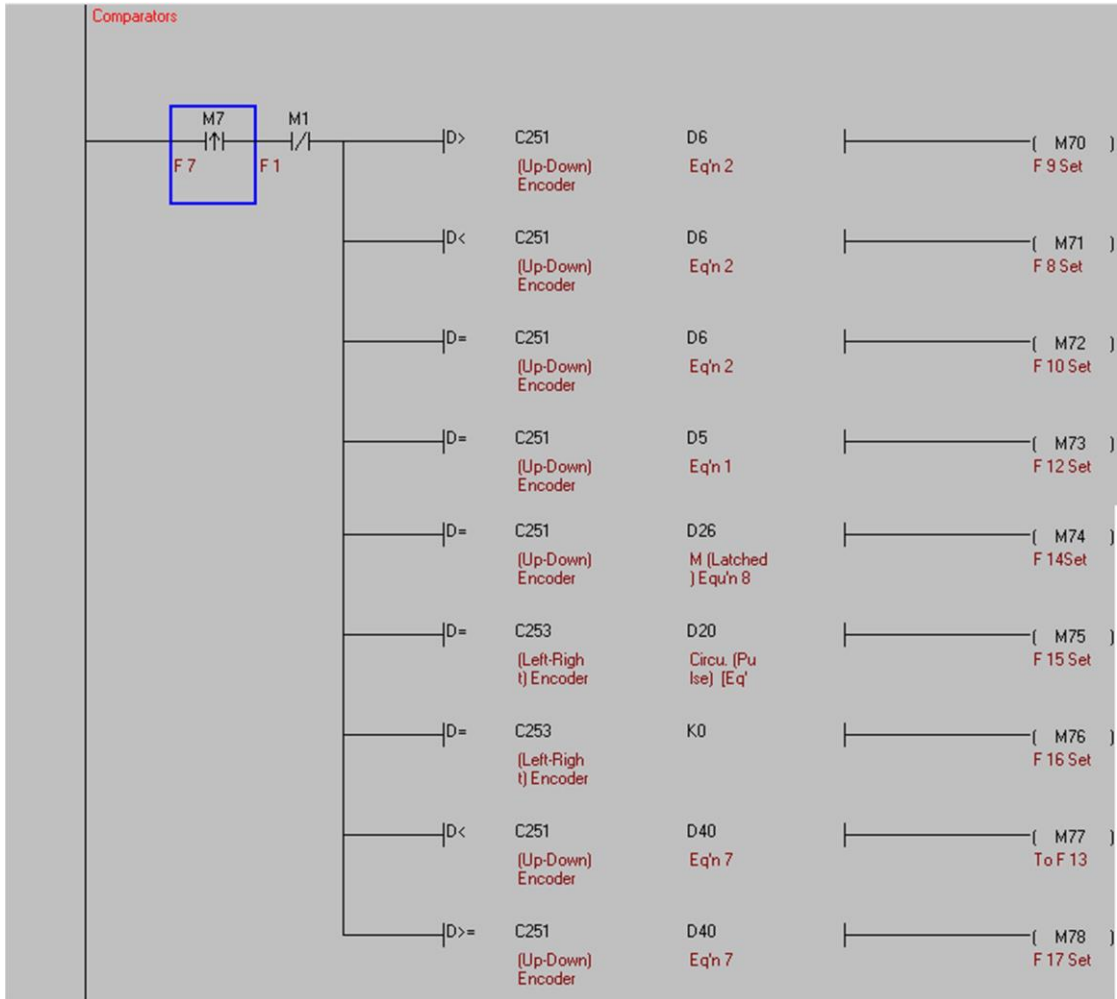 Comparators
M7 M1
F 7 F 1
D> C251 D6 ( M70 )
(Up-Down) Eq'n 2 F 9 Set
Encoder
D< C251 D6 ( M71 )
(Up-Down) Eq'n 2 F 8 Set
Encoder
D= C251 D6 ( M72 )
(Up-Down) Eq'n 2 F 10 Set
Encoder
D= C251 D5 ( M73 )
(Up-Down) Eq'n 1 F 12 Set
Encoder
D= C251 D26 ( M74 )
(Up-Down) M (Latched F 14Set
Encoder ) Equ'n 8
D= C253 D20 ( M75 )
(Left-Righ Circu. (Pu F 15 Set
t) Encoder lse) [Eq'
D= C253 K0 ( M76 )
(Left-Righ F 16 Set
t) Encoder
D< C251 D40 ( M77 )
(Up-Down) Eq'n 7 To F 13
Encoder
D>= C251 D40 ( M78 )
(Up-Down) Eq'n 7 F 17 Set
Encoder